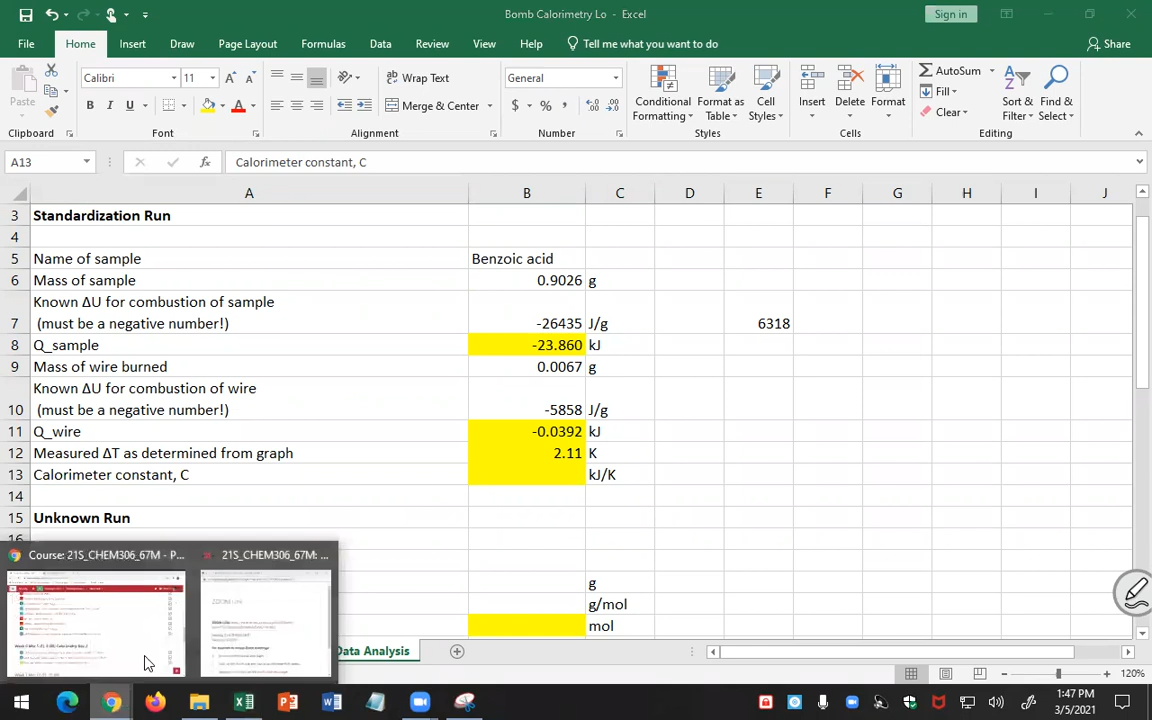 Bomb Calorimetry Lo - Excel
Sign in
File Home Insert Draw Page Layout Formulas Data Review View Help Tell me what you want to do Share
Paste Calibri 11 Wrap Text General Conditional Formatting Format as Table Cell Styles Insert Delete Format AutoSum Sort & Filter Find & Select
B I U Merge & Center $ % Fill Clear
Clipboard Font Alignment Number Styles Cells Editing
A13 fx Calorimeter constant, C
A B C D E F G H I J
3 Standardization Run
4
5 Name of sample Benzoic acid
6 Mass of sample 0.9026 g
Known ΔU for combustion of sample
7 (must be a negative number!) -26435 J/g 6318
8 Q_sample -23.860 kJ
9 Mass of wire burned 0.0067 g
Known ΔU for combustion of wire
10 (must be a negative number!) -5858 J/g
11 Q_wire -0.0392 kJ
12 Measured ΔT as determined from graph 2.11 K
13 Calorimeter constant, C kJ/K
14
15 Unknown Run
16
Course: 21S_CHEM306_67M - P... 21S_CHEM306_67M: ...
g
g/mol
mol
Data Analysis
120%
1:47 PM
3/5/2021